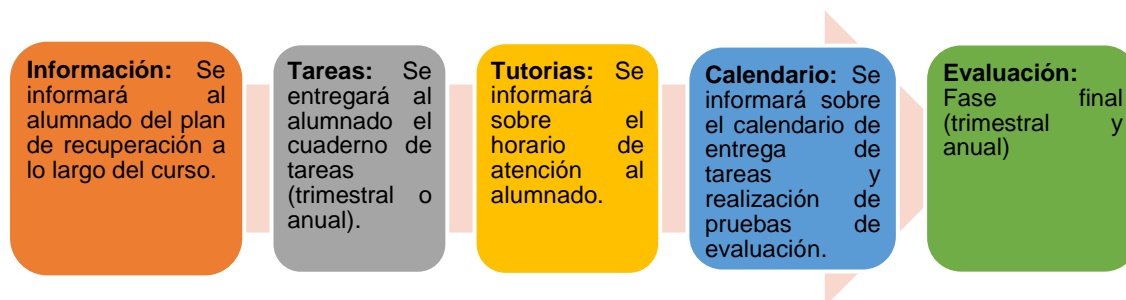 Información: Se
informará al
alumnado del plan
de recuperación a
lo largo del curso.
Tareas: Se
entregará al
alumnado el
cuaderno de
tareas
(trimestral o
anual).
Tutorias: Se
informará
sobre el
horario de
atención al
alumnado.
Calendario: Se
informará sobre
el calendario de
entrega de
tareas y
realización de
pruebas de
evaluación.
Evaluación:
Fase final
(trimestral y
anual)